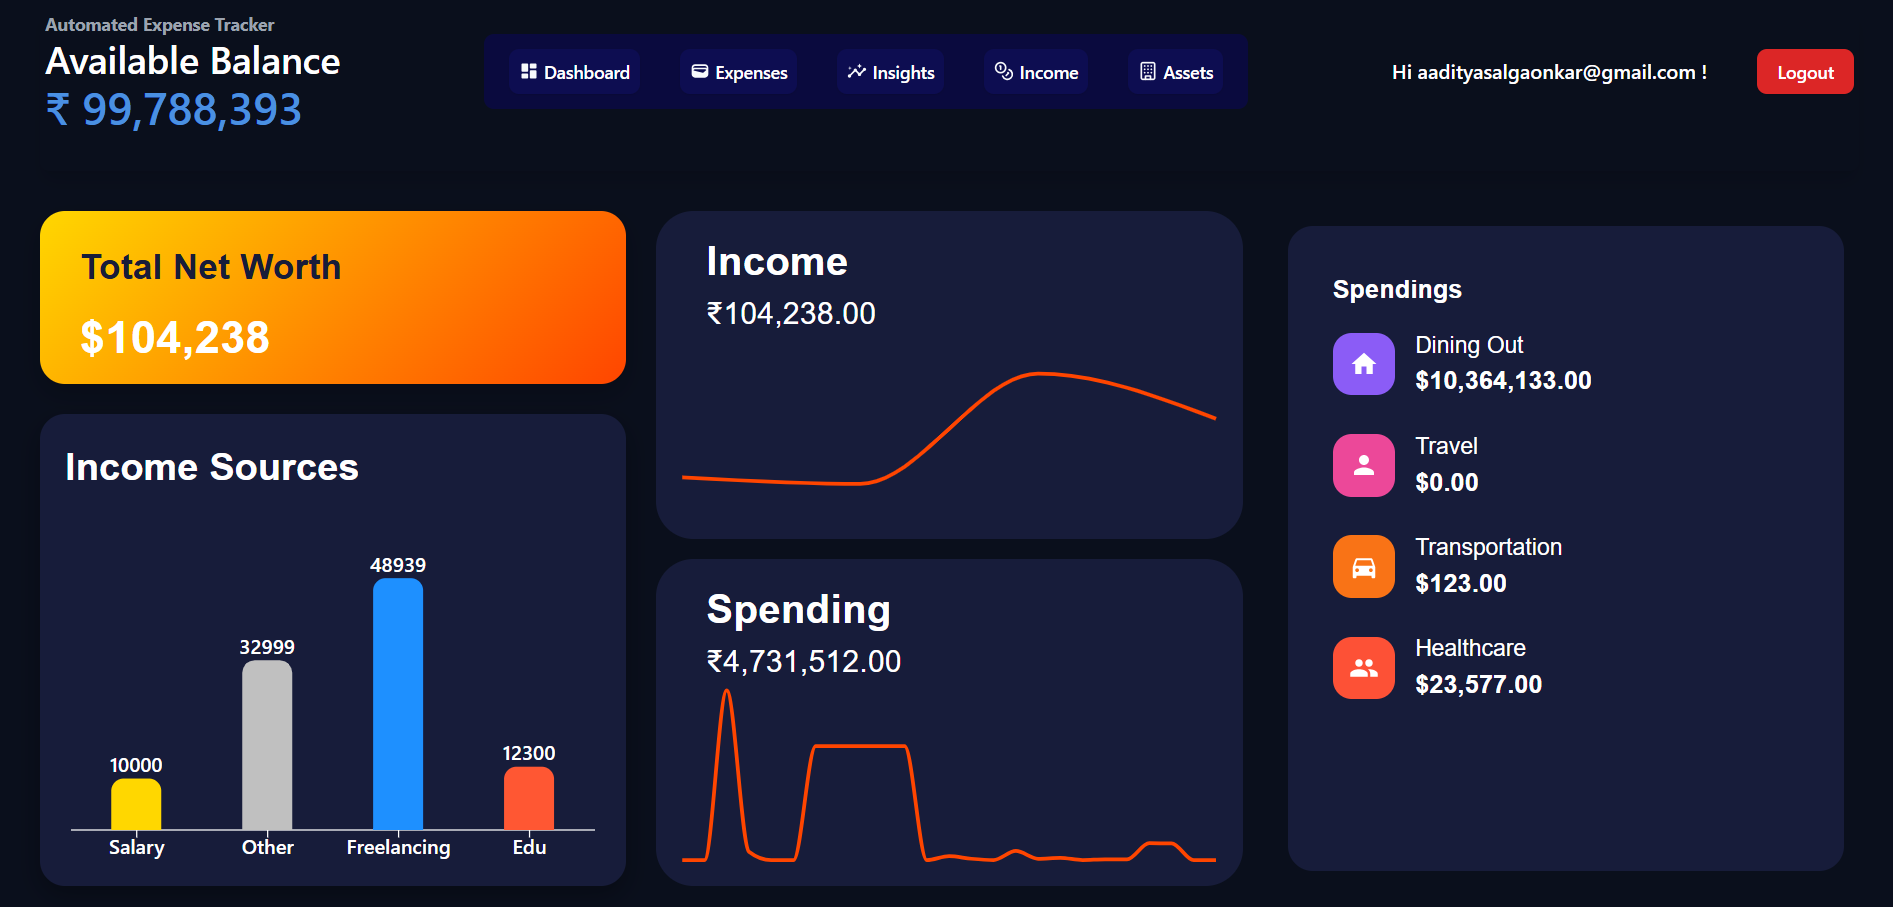 Automated Expense Tracker
Available Balance
₹ 99,788,393
Dashboard
Expenses
Insights
Income
Assets
Hi aadityasalgaonkar@gmail.com !
Logout
Total Net Worth
$104,238
Income Sources
48939
32999
12300
10000
Salary
Other
Freelancing
Edu
Income
₹104,238.00
Spending
₹4,731,512.00
Spendings
Dining Out
$10,364,133.00
Travel
$0.00
Transportation
$123.00
Healthcare
$23,577.00